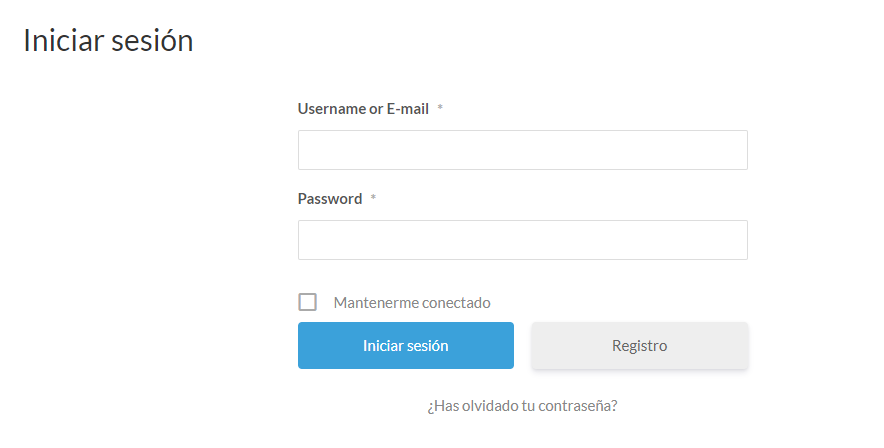 Iniciar sesión
Username or E-mail *
Password *
Mantenerme conectado
Iniciar sesión
Registro
¿Has olvidado tu contraseña?